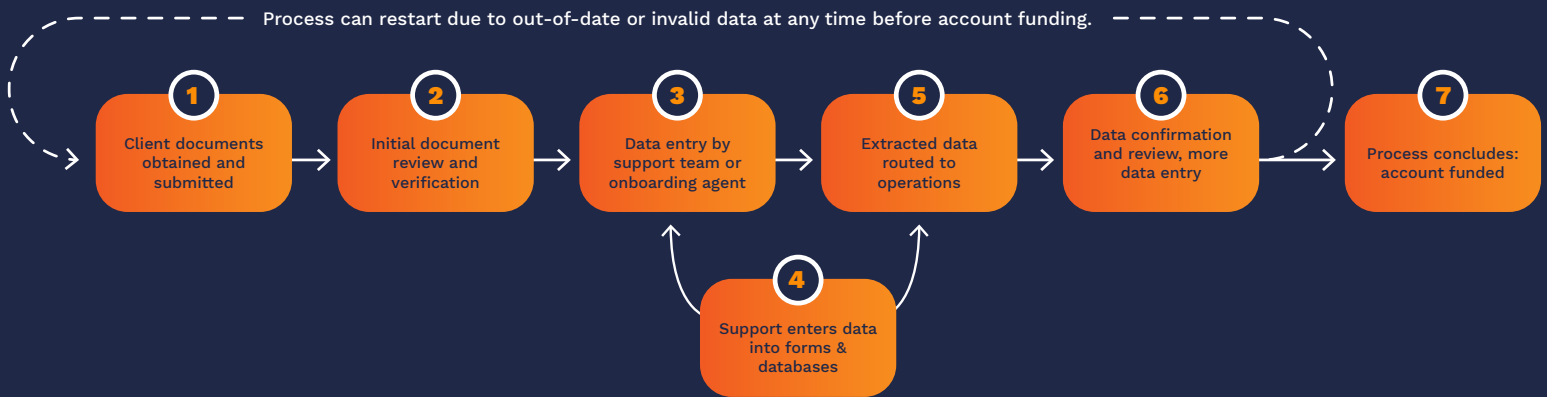 Process can restart due to out-of-date or invalid data at any time before account funding.
1
Client documents
obtained and
submitted
2
Initial document
review and
verification
3
Data entry by
support team or
onboarding agent
5
Extracted data
routed to
operations
6
Data confirmation
and review, more
data entry
7
Process concludes:
account funded
4
Support enters data
into forms &
databases